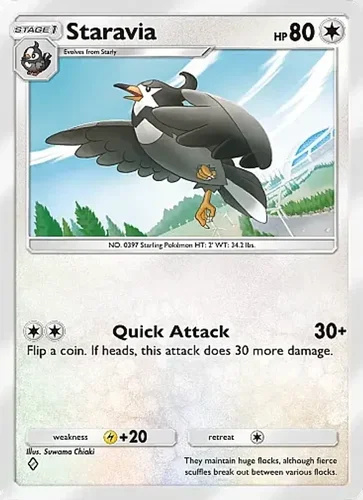 STAGE 1
Staravia
HP 80
Evolves from Starly
NO. 0397 Starling Pokémon HT: 2' WT: 34.2 lbs.
Quick Attack 30+
Flip a coin. If heads, this attack does 30 more damage.
weakness +20
retreat
Illus. Suwama Chiaki
They maintain huge flocks, although fierce
scuffles break out between various flocks.